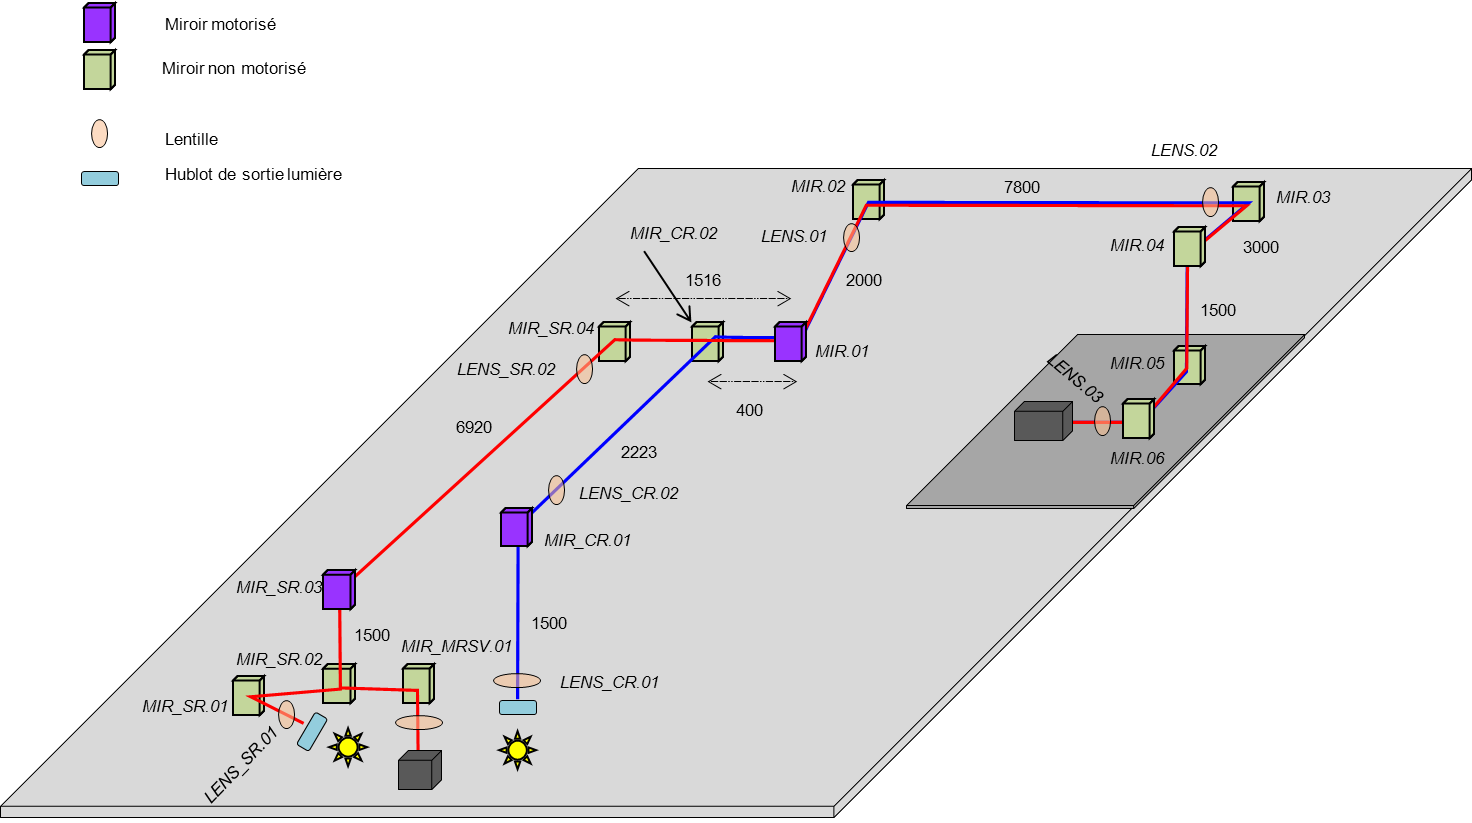 Miroir motorisé
Miroir non motorisé
Lentille
Hublot de sortie lumière
LENS.02
MIR.02
7800
MIR.03
MIR_CR.02
LENS.01
MIR.04
3000
1516
2000
1500
MIR_SR.04
MIR.01
LENS_SR.02
LENS.03
MIR.05
400
6920
2223
MIR.06
LENS_CR.02
MIR_CR.01
MIR_SR.03
1500
1500
MIR_MRSV.01
MIR_SR.02
LENS_CR.01
MIR_SR.01
LENS_SR.01